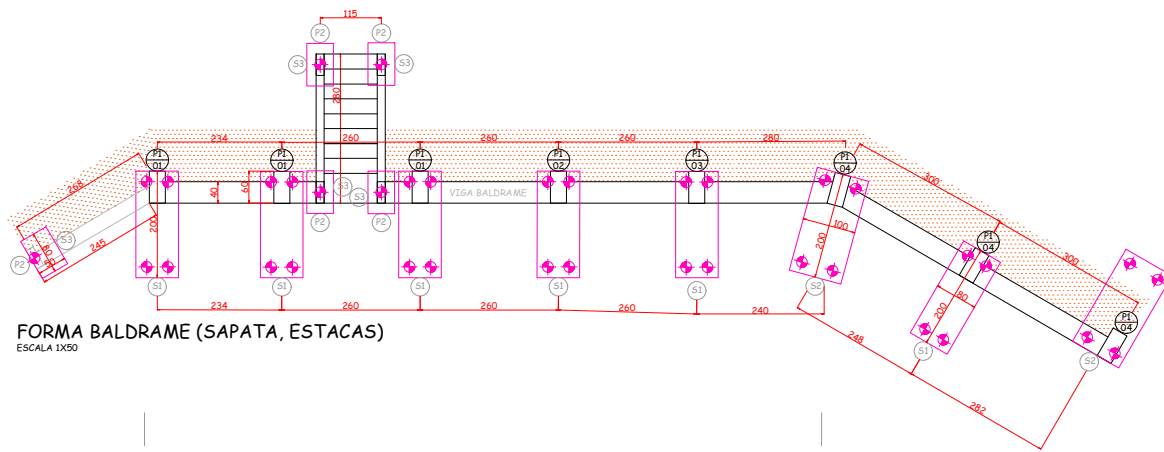 115
P2
P2
S3
S3
280
234
260
260
260
280
P1
01
P1
01
P1
01
P1
02
P1
03
P1
04
268
40
60
S3
S3
VIGA BALDRAME
300
S3
80
P2
245
200
P2
P2
100
200
P1
04
300
80
200
P1
04
S1
S1
S1
S1
S1
S2
234
260
260
260
240
248
S1
S2
282
FORMA BALDRAME (SAPATA, ESTACAS)
ESCALA 1X50